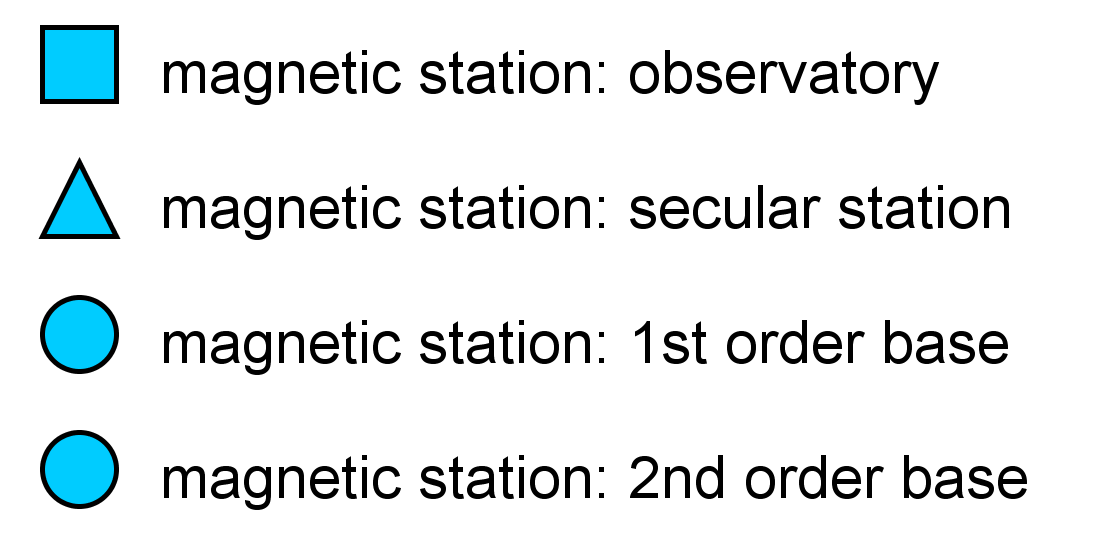 magnetic station: observatory
magnetic station: secular station
magnetic station: 1st order base
magnetic station: 2nd order base